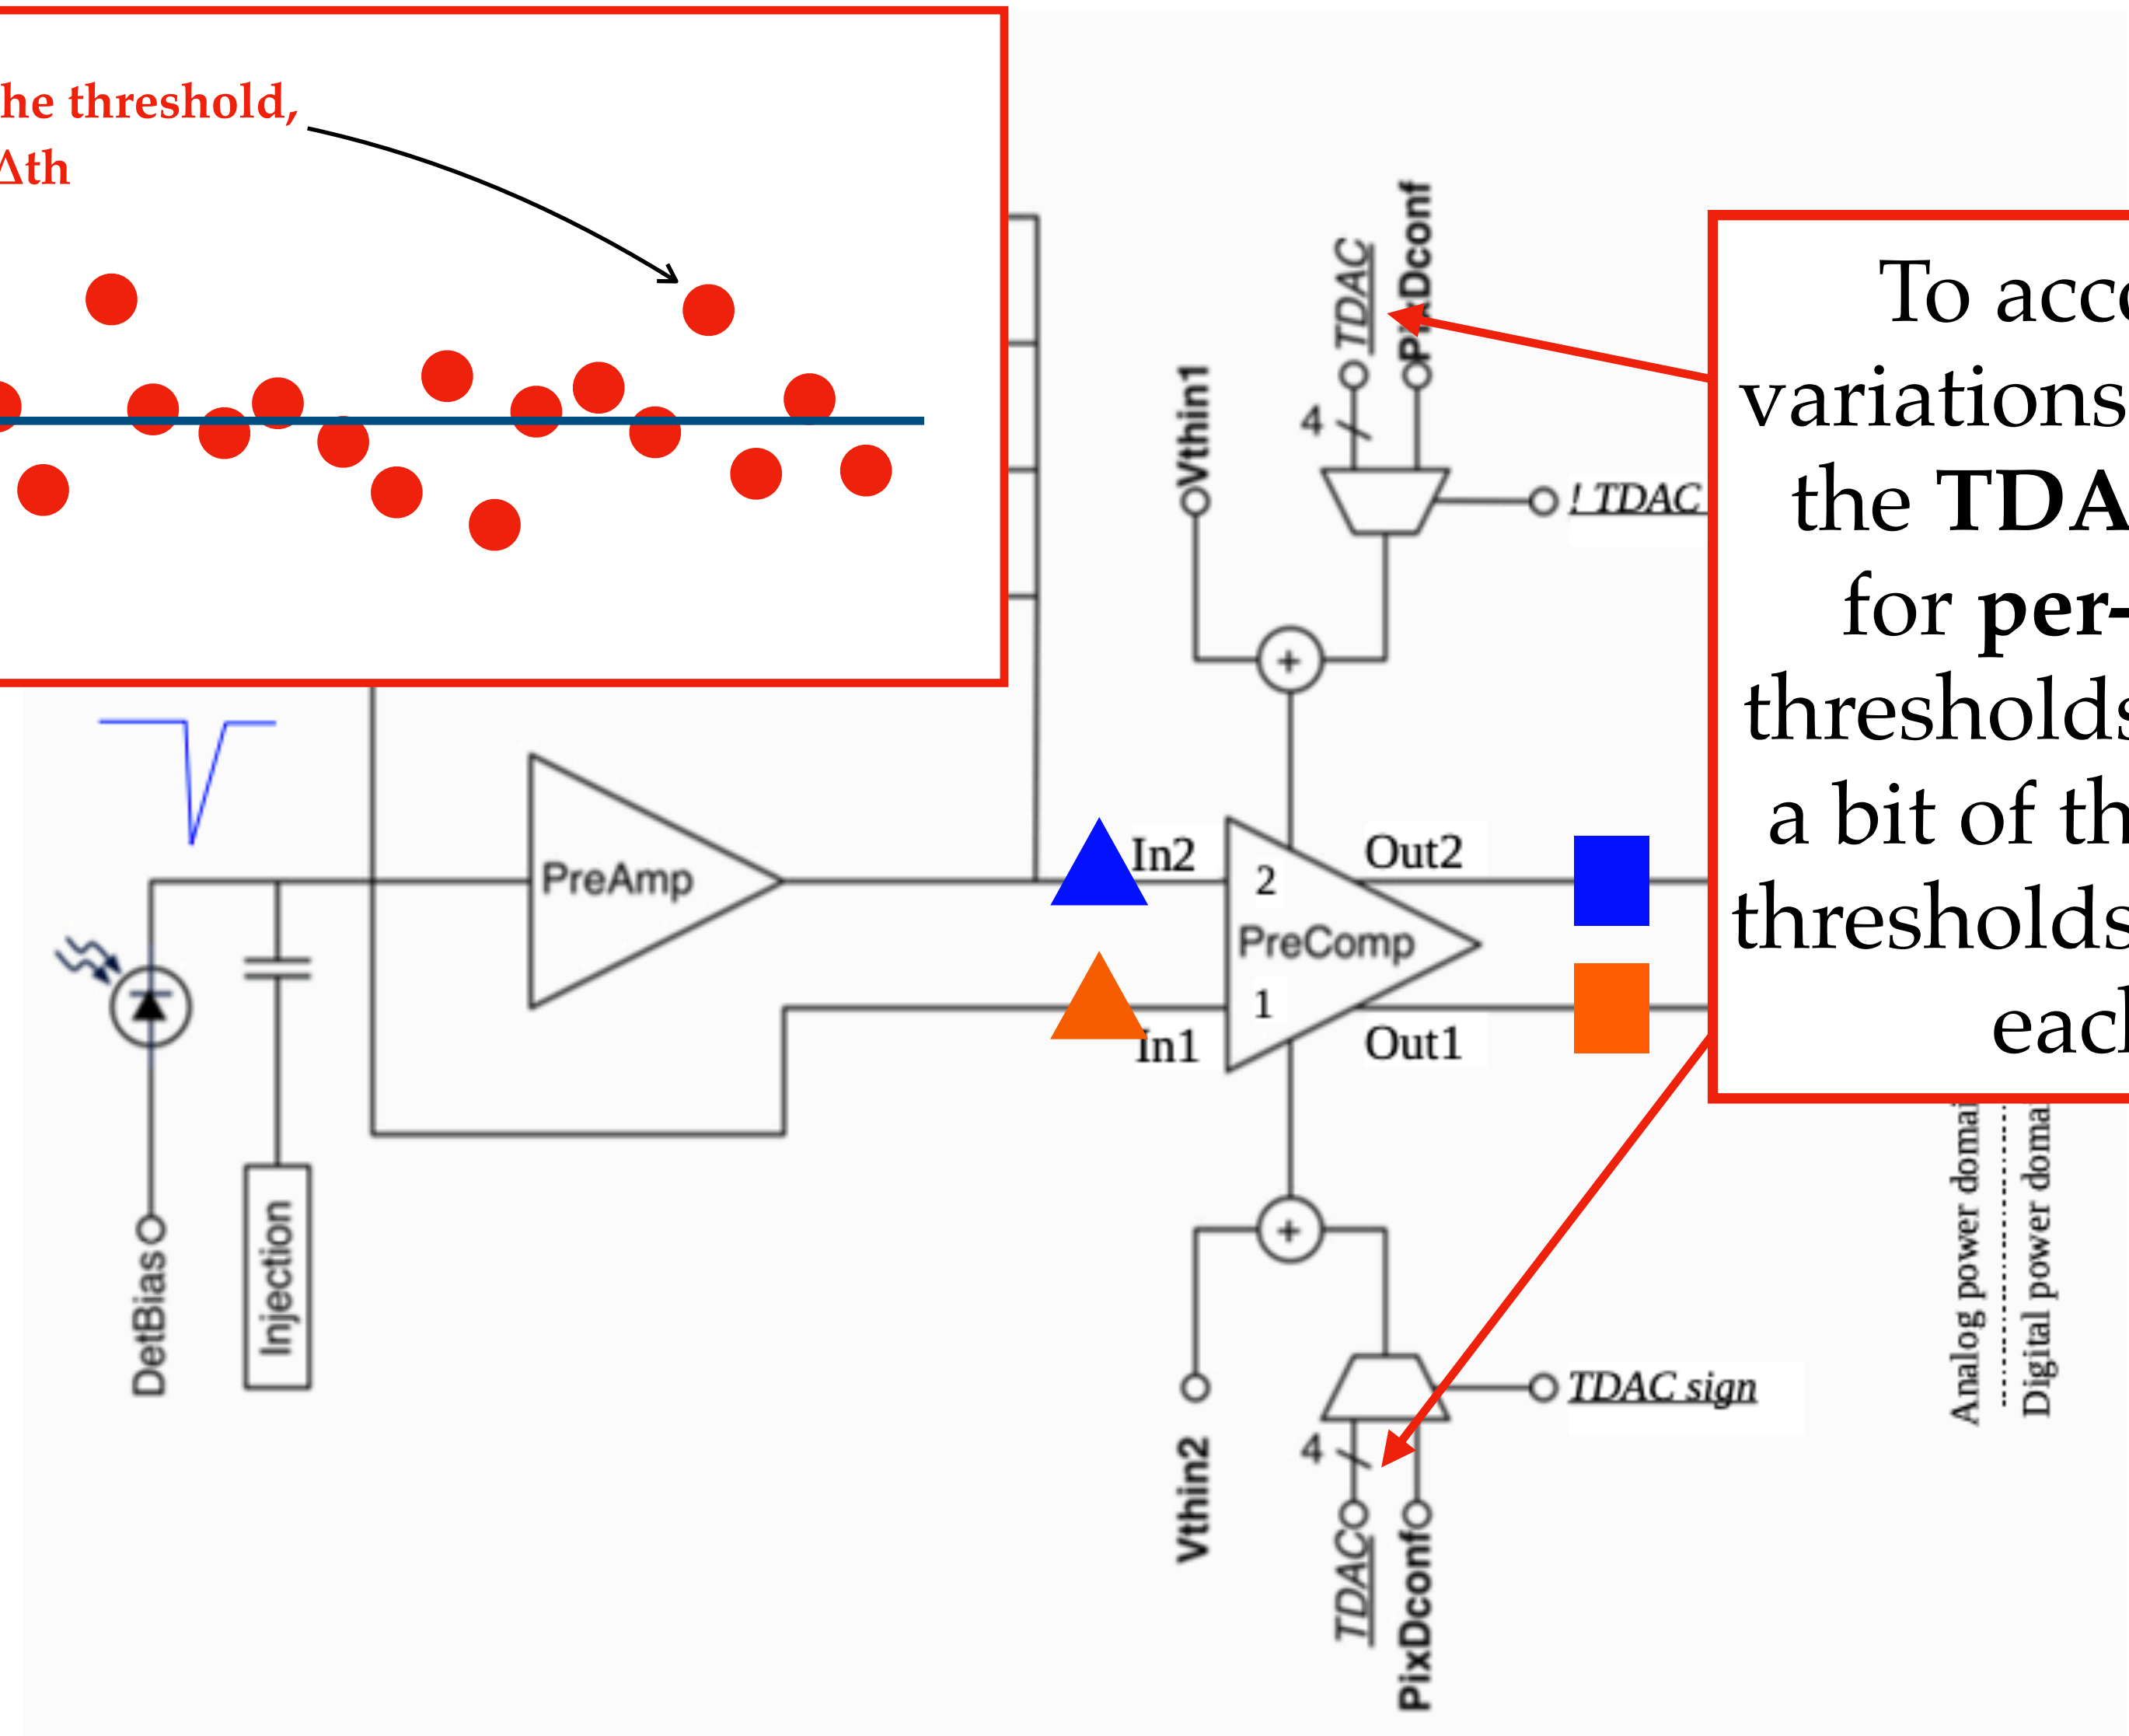 he threshold,
Δth
TDAC
PixDconf
Vthin1
4
! TDAC
+
To acc
variations
the TDA
for per-
thresholds
a bit of th
thresholds
each
PreAmp
In2
2
Out2
PreComp
In1
1
Out1
DetBias
Injection
+
Vthin2
TDAC sign
4
TDAC
PixDconf
Analog power domai
Digital power doma